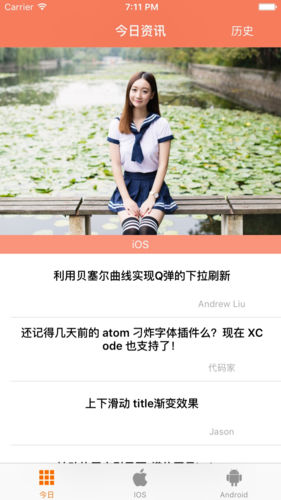 Carrier 7:11 PM
今日资讯 历史
iOS
利用贝塞尔曲线实现Q弹的下拉刷新
Andrew Liu
还记得几天前的 atom 刁炸字体插件么？现在 XC
ode 也支持了！
代码家
上下滑动 title渐变效果
Jason
今日 IOS Android